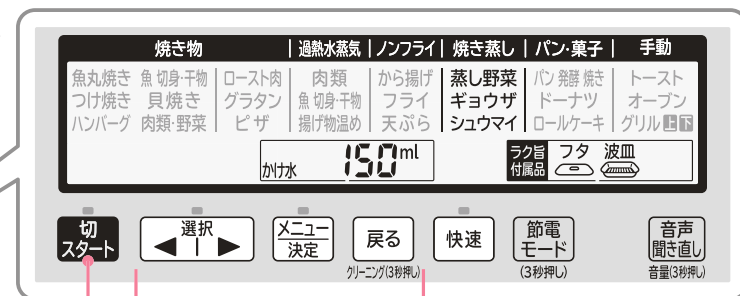 焼き物 過熱水蒸気 ノンフライ 焼き蒸し パン・菓子 手動
魚丸焼き 魚切身・干物 ロースト肉 肉類 から揚げ 蒸し野菜 パン発酵焼き トースト
つけ焼き 貝焼き グラタン 魚切身・干物 フライ ギョウザ ドーナツ オーブン
ハンバーグ 肉類・野菜 ピザ 揚げ物温め 天ぷら シュウマイ ロールケーキ グリル上下
かけ水 150ml ラク旨付属品 フタ 波皿
切 選択 メニュー 戻る 快速 節電 音声
スタート 決定 モード 聞き直し
クリーニング(3秒押し) (3秒押し) 音量(3秒押し)